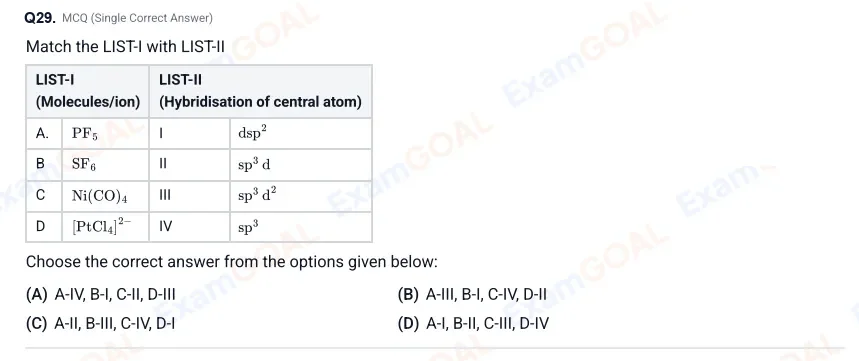 Q29. MCQ (Single Correct Answer)
Match the LIST-I with LIST-II
LIST-I (Molecules/ion) LIST-II (Hybridisation of central atom)
A. PF₅ I dsp²
B SF₆ II sp³ d
C Ni(CO)₄ III sp³ d²
D [PtCl₄]²⁻ IV sp³
Choose the correct answer from the options given below:
(A) A-IV, B-I, C-II, D-III (B) A-III, B-I, C-IV, D-II
(C) A-II, B-III, C-IV, D-I (D) A-I, B-II, C-III, D-IV
ExamGOAL